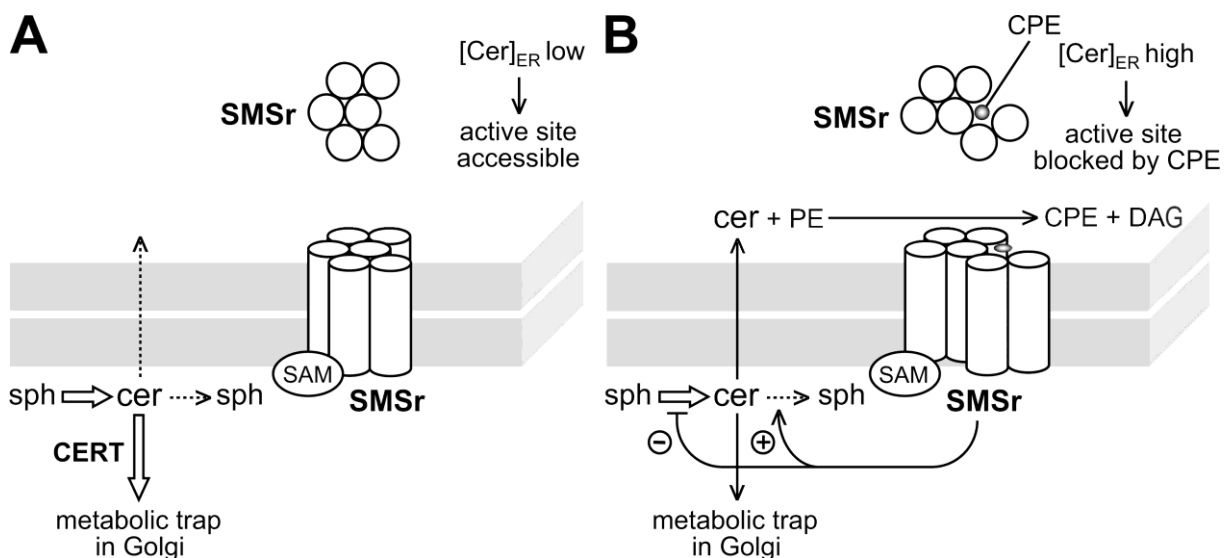 A
[Cer]ER low
SMSr
active site
accessible
SAM
sph cer sph
SMSr
CERT
metabolic trap
in Golgi
B
CPE
[Cer]ER high
SMSr
active site
blocked by CPE
cer + PE CPE + DAG
SAM
sph cer sph
SMSr
− +
metabolic trap
in Golgi